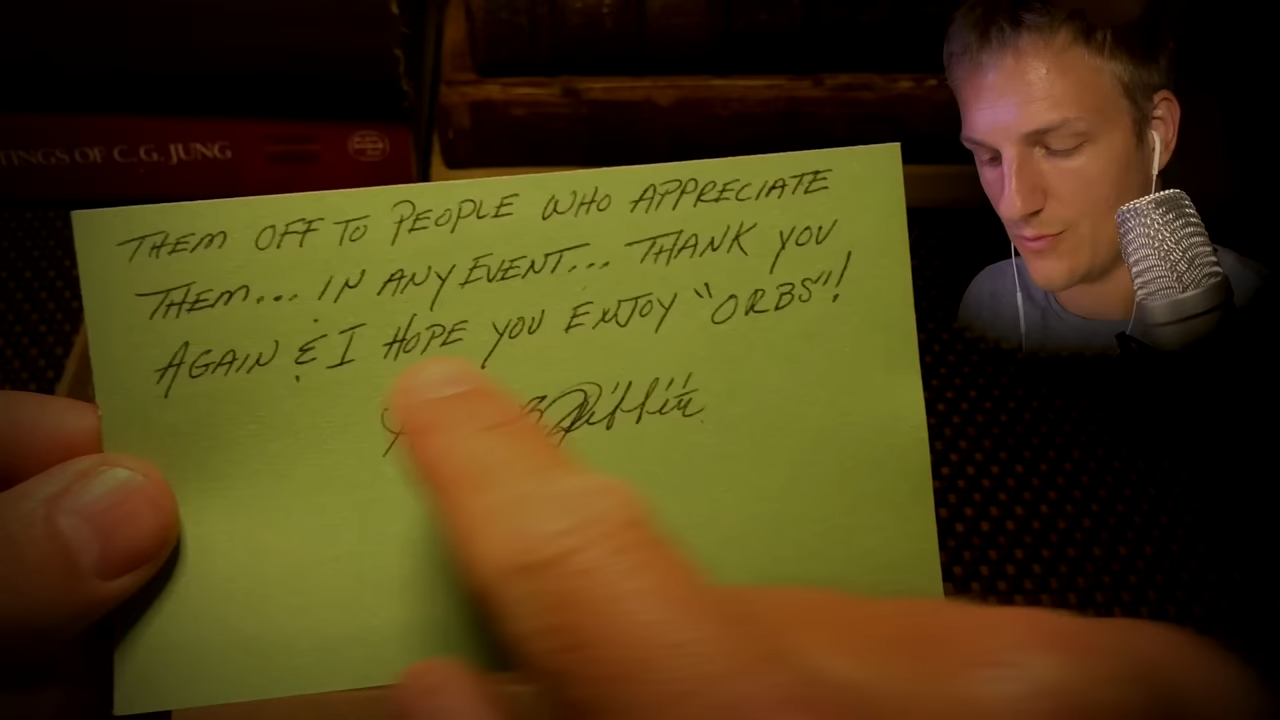 TINGS OF C. G. JUNG
THEM OFF TO PEOPLE WHO APPRECIATE
THEM... IN ANY EVENT... THANK YOU
AGAIN & I HOPE YOU ENJOY "ORBS"!